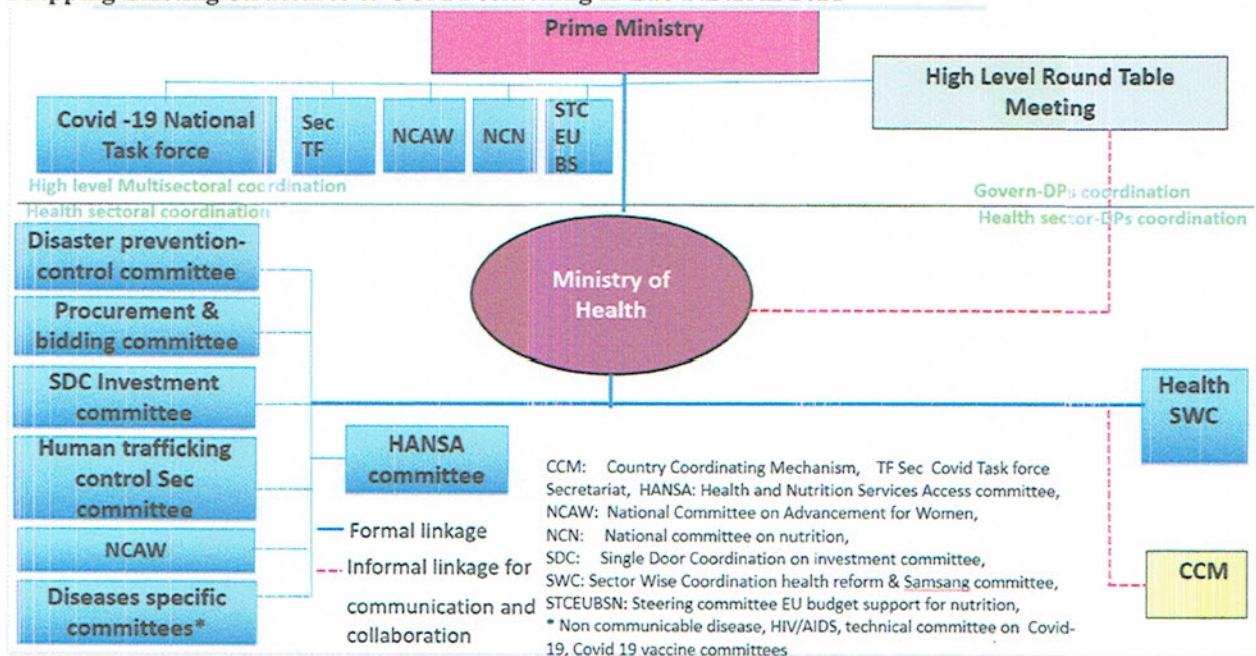 Prime Ministry
High Level Round Table
Meeting
Covid -19 National
Task force
Sec
TF
NCAW
NCN
STC
EU
BS
High level Multisectoral coordination
Govern-DPs coordination
Health sectoral coordination
Health sector-DPs coordination
Disaster prevention-
control committee
Procurement &
bidding committee
SDC Investment
committee
Human trafficking
control Sec
committee
NCAW
Diseases specific
committees*
Ministry of
Health
HANSA
committee
Health
SWC
CCM
Formal linkage
Informal linkage for
communication and
collaboration
CCM: Country Coordinating Mechanism, TF Sec Covid Task force
Secretariat, HANSA: Health and Nutrition Services Access committee,
NCAW: National Committee on Advancement for Women,
NCN: National committee on nutrition,
SDC: Single Door Coordination on investment committee,
SWC: Sector Wise Coordination health reform & Samsang committee,
STCEUBSN: Steering committee EU budget support for nutrition,
* Non communicable disease, HIV/AIDS, technical committee on Covid-
19, Covid 19 vaccine committees